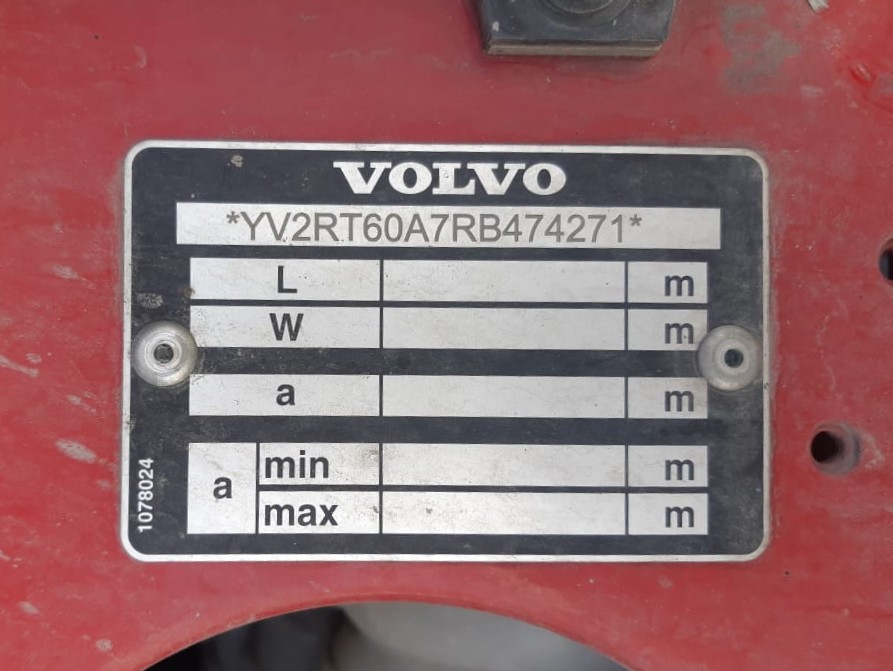 VOLVO
*YV2RT60A7RB474271*
L m
W m
a m
a min m
max m
1078024